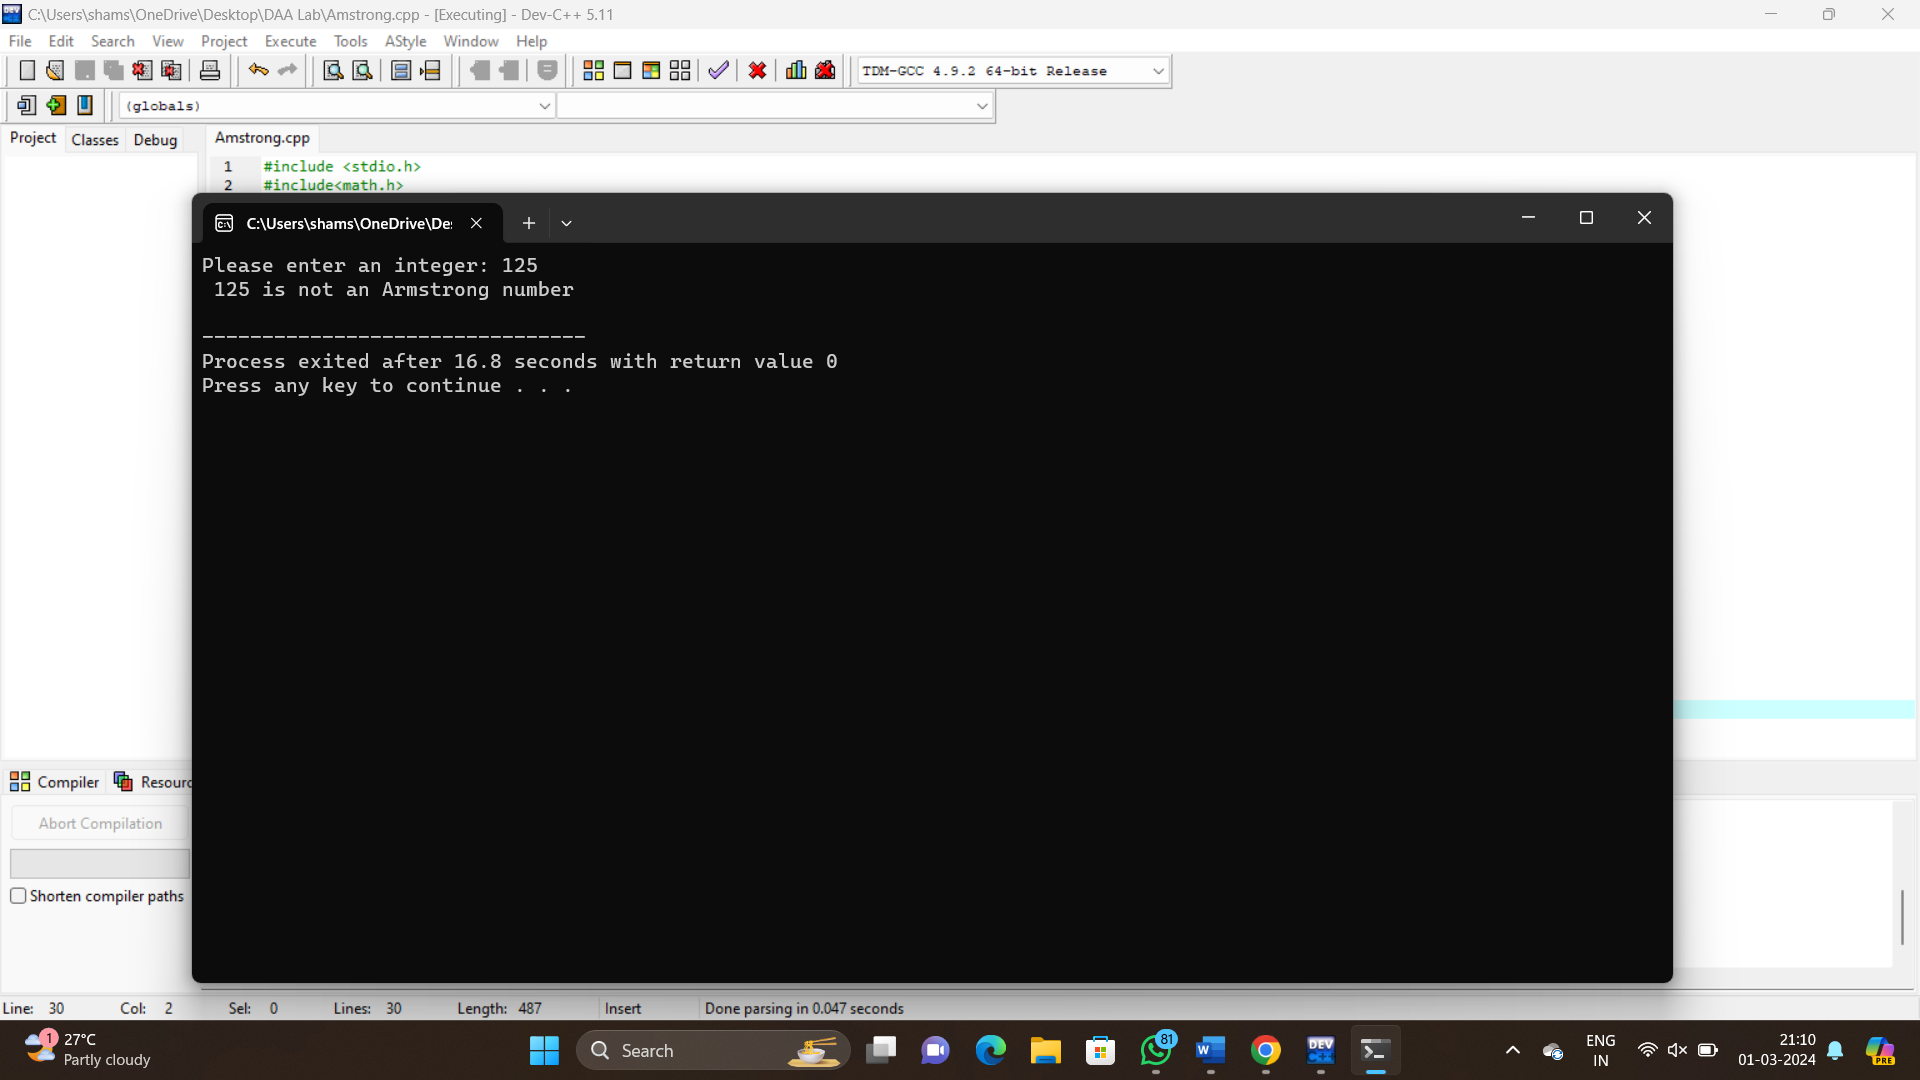 C:\Users\shams\OneDrive\Desktop\DAA Lab\Amstrong.cpp - [Executing] - Dev-C++ 5.11
File Edit Search View Project Execute Tools AStyle Window Help
TDM-GCC 4.9.2 64-bit Release
(globals)
Project Classes Debug
Amstrong.cpp
1 #include <stdio.h>
2 #include<math.h>
C:\Users\shams\OneDrive\De:
Please enter an integer: 125
125 is not an Armstrong number
--------------------------------
Process exited after 16.8 seconds with return value 0
Press any key to continue . . .
Compiler Resourc
Abort Compilation
Shorten compiler paths
Line: 30 Col: 2 Sel: 0 Lines: 30 Length: 487 Insert Done parsing in 0.047 seconds
1
27°C
Partly cloudy
Search
81
W
DEV
ENG
IN
21:10
01-03-2024
PRE